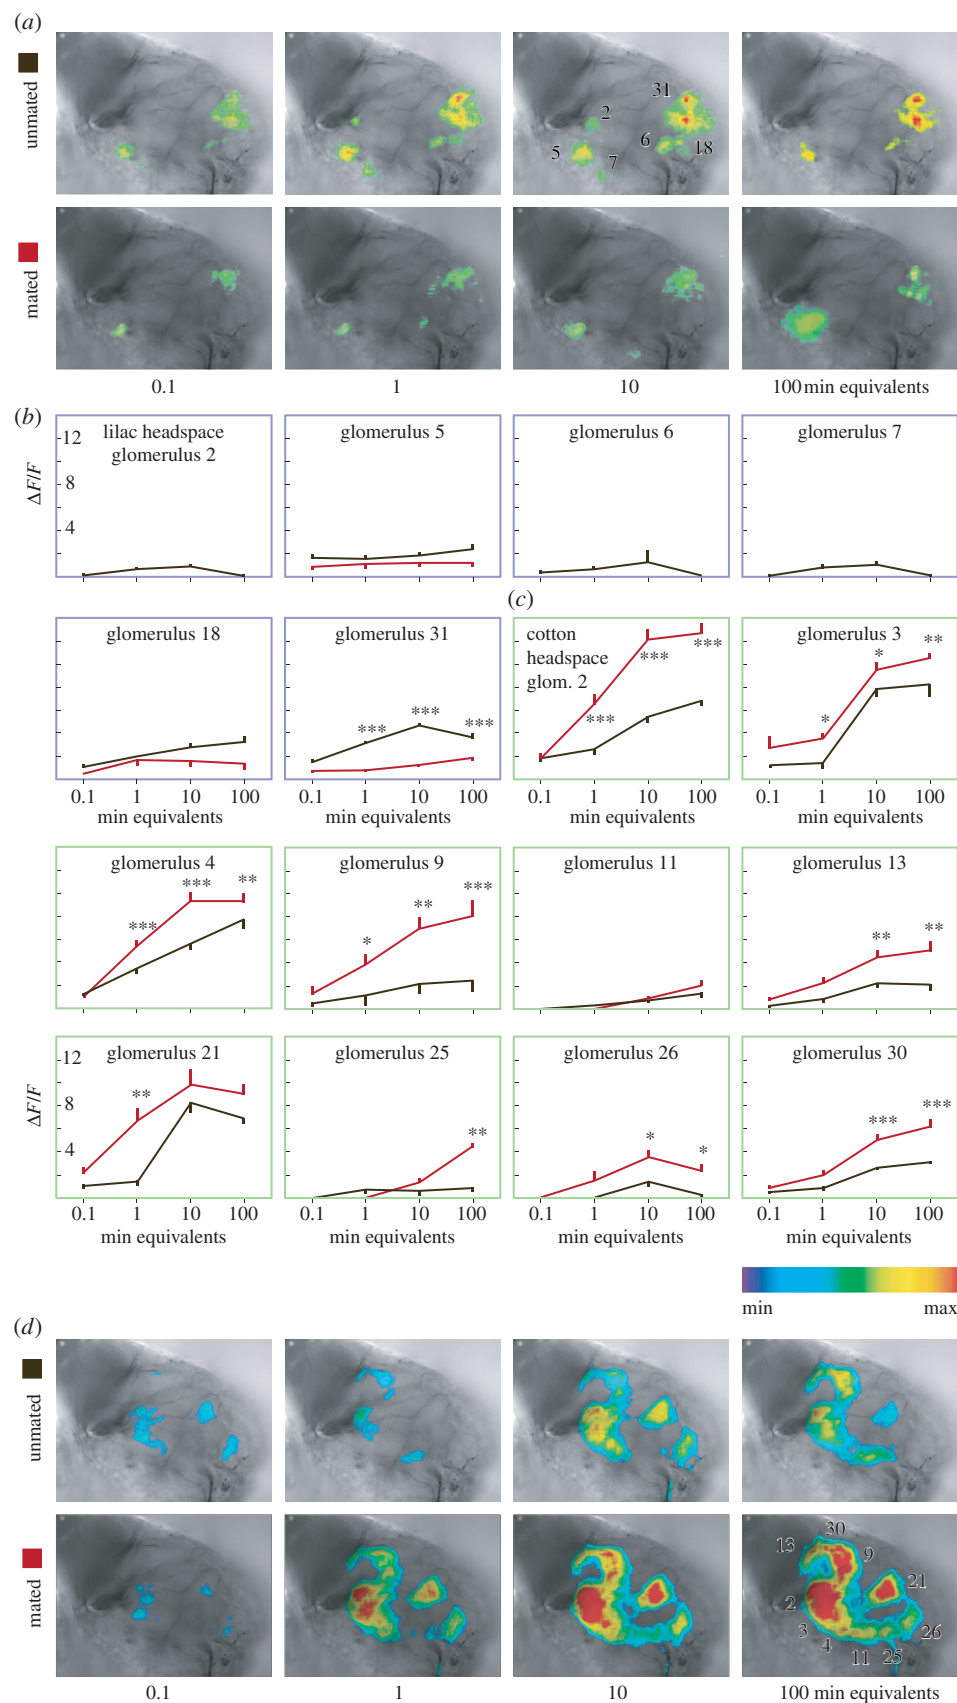 (a)
unmated
31
2
5
7
6
18
mated
0.1 1 10 100 min equivalents
(b)
ΔF/F
12
8
4
lilac headspace
glomerulus 2
glomerulus 5
glomerulus 6
glomerulus 7
glomerulus 18
0.1 1 10 100
min equivalents
glomerulus 31
*** *** ***
0.1 1 10 100
min equivalents
(c)
cotton
headspace
glom. 2
*** *** ***
0.1 1 10 100
min equivalents
glomerulus 3
* * **
0.1 1 10 100
min equivalents
glomerulus 4
*** *** **
glomerulus 9
* ** ***
glomerulus 11
glomerulus 13
** **
ΔF/F
12
8
4
glomerulus 21
**
0.1 1 10 100
min equivalents
glomerulus 25
**
0.1 1 10 100
min equivalents
glomerulus 26
* *
0.1 1 10 100
min equivalents
glomerulus 30
*** ***
0.1 1 10 100
min equivalents
min max
(d)
unmated
mated
30
13
9
21
2
3
4
11
25
26
0.1 1 10 100 min equivalents